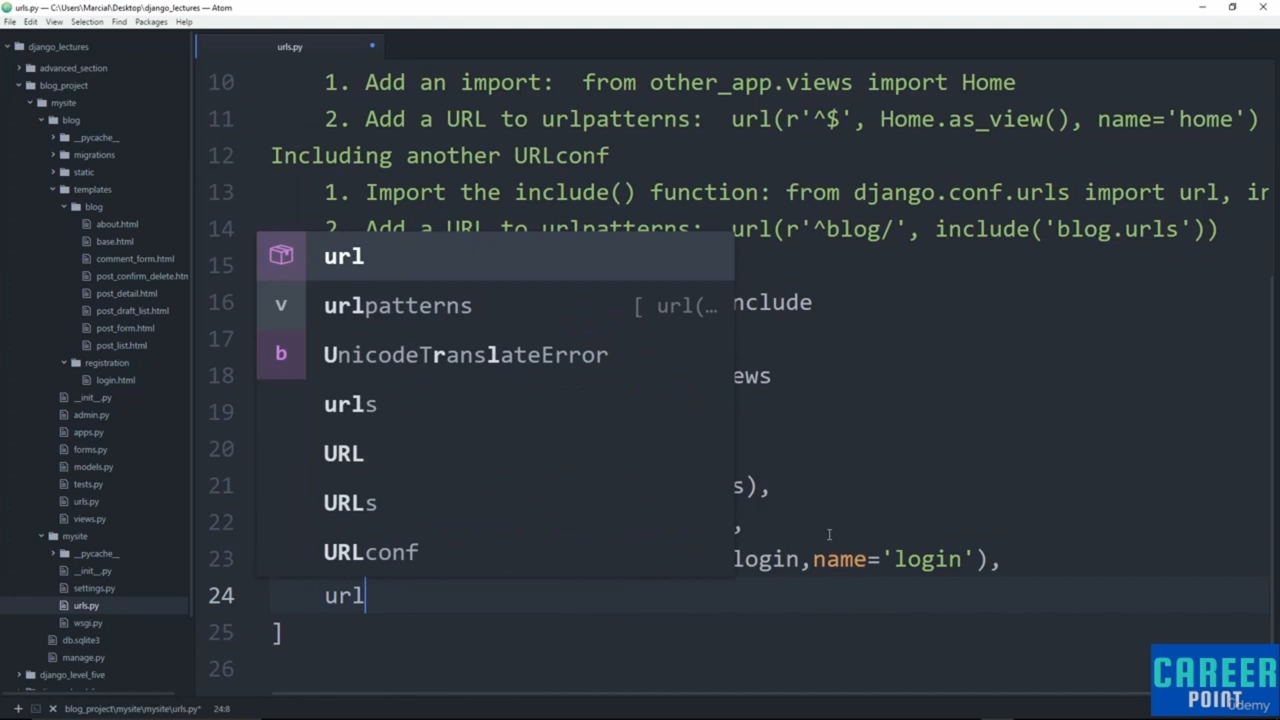 urls.py — C:\Users\Marcial\Desktop\django_lectures — Atom
File Edit View Selection Find Packages Help
django_lectures
advanced_section
blog_project
mysite
blog
__pycache__
migrations
static
templates
blog
about.html
base.html
comment_form.html
post_confirm_delete.htm
post_detail.html
post_draft_list.html
post_form.html
post_list.html
registration
login.html
__init__.py
admin.py
apps.py
forms.py
models.py
tests.py
urls.py
views.py
mysite
__pycache__
__init__.py
settings.py
urls.py
wsgi.py
db.sqlite3
manage.py
django_level_five
urls.py
10 1. Add an import: from other_app.views import Home
11 2. Add a URL to urlpatterns: url(r'^$', Home.as_view(), name='home')
12 Including another URLconf
13 1. Import the include() function: from django.conf.urls import url, in
14 2. Add a URL to urlpatterns: url(r'^blog/', include('blog.urls'))
15
16 nclude
17
18 ews
19
20
21 s),
22 ,
23 login,name='login'),
24 url
25 ]
26
url
v urlpatterns [ url(…
b UnicodeTranslateError
urls
URL
URLs
URLconf
+ blog_project\mysite\mysite\urls.py* 24:8
CAREER
POINT
Udemy